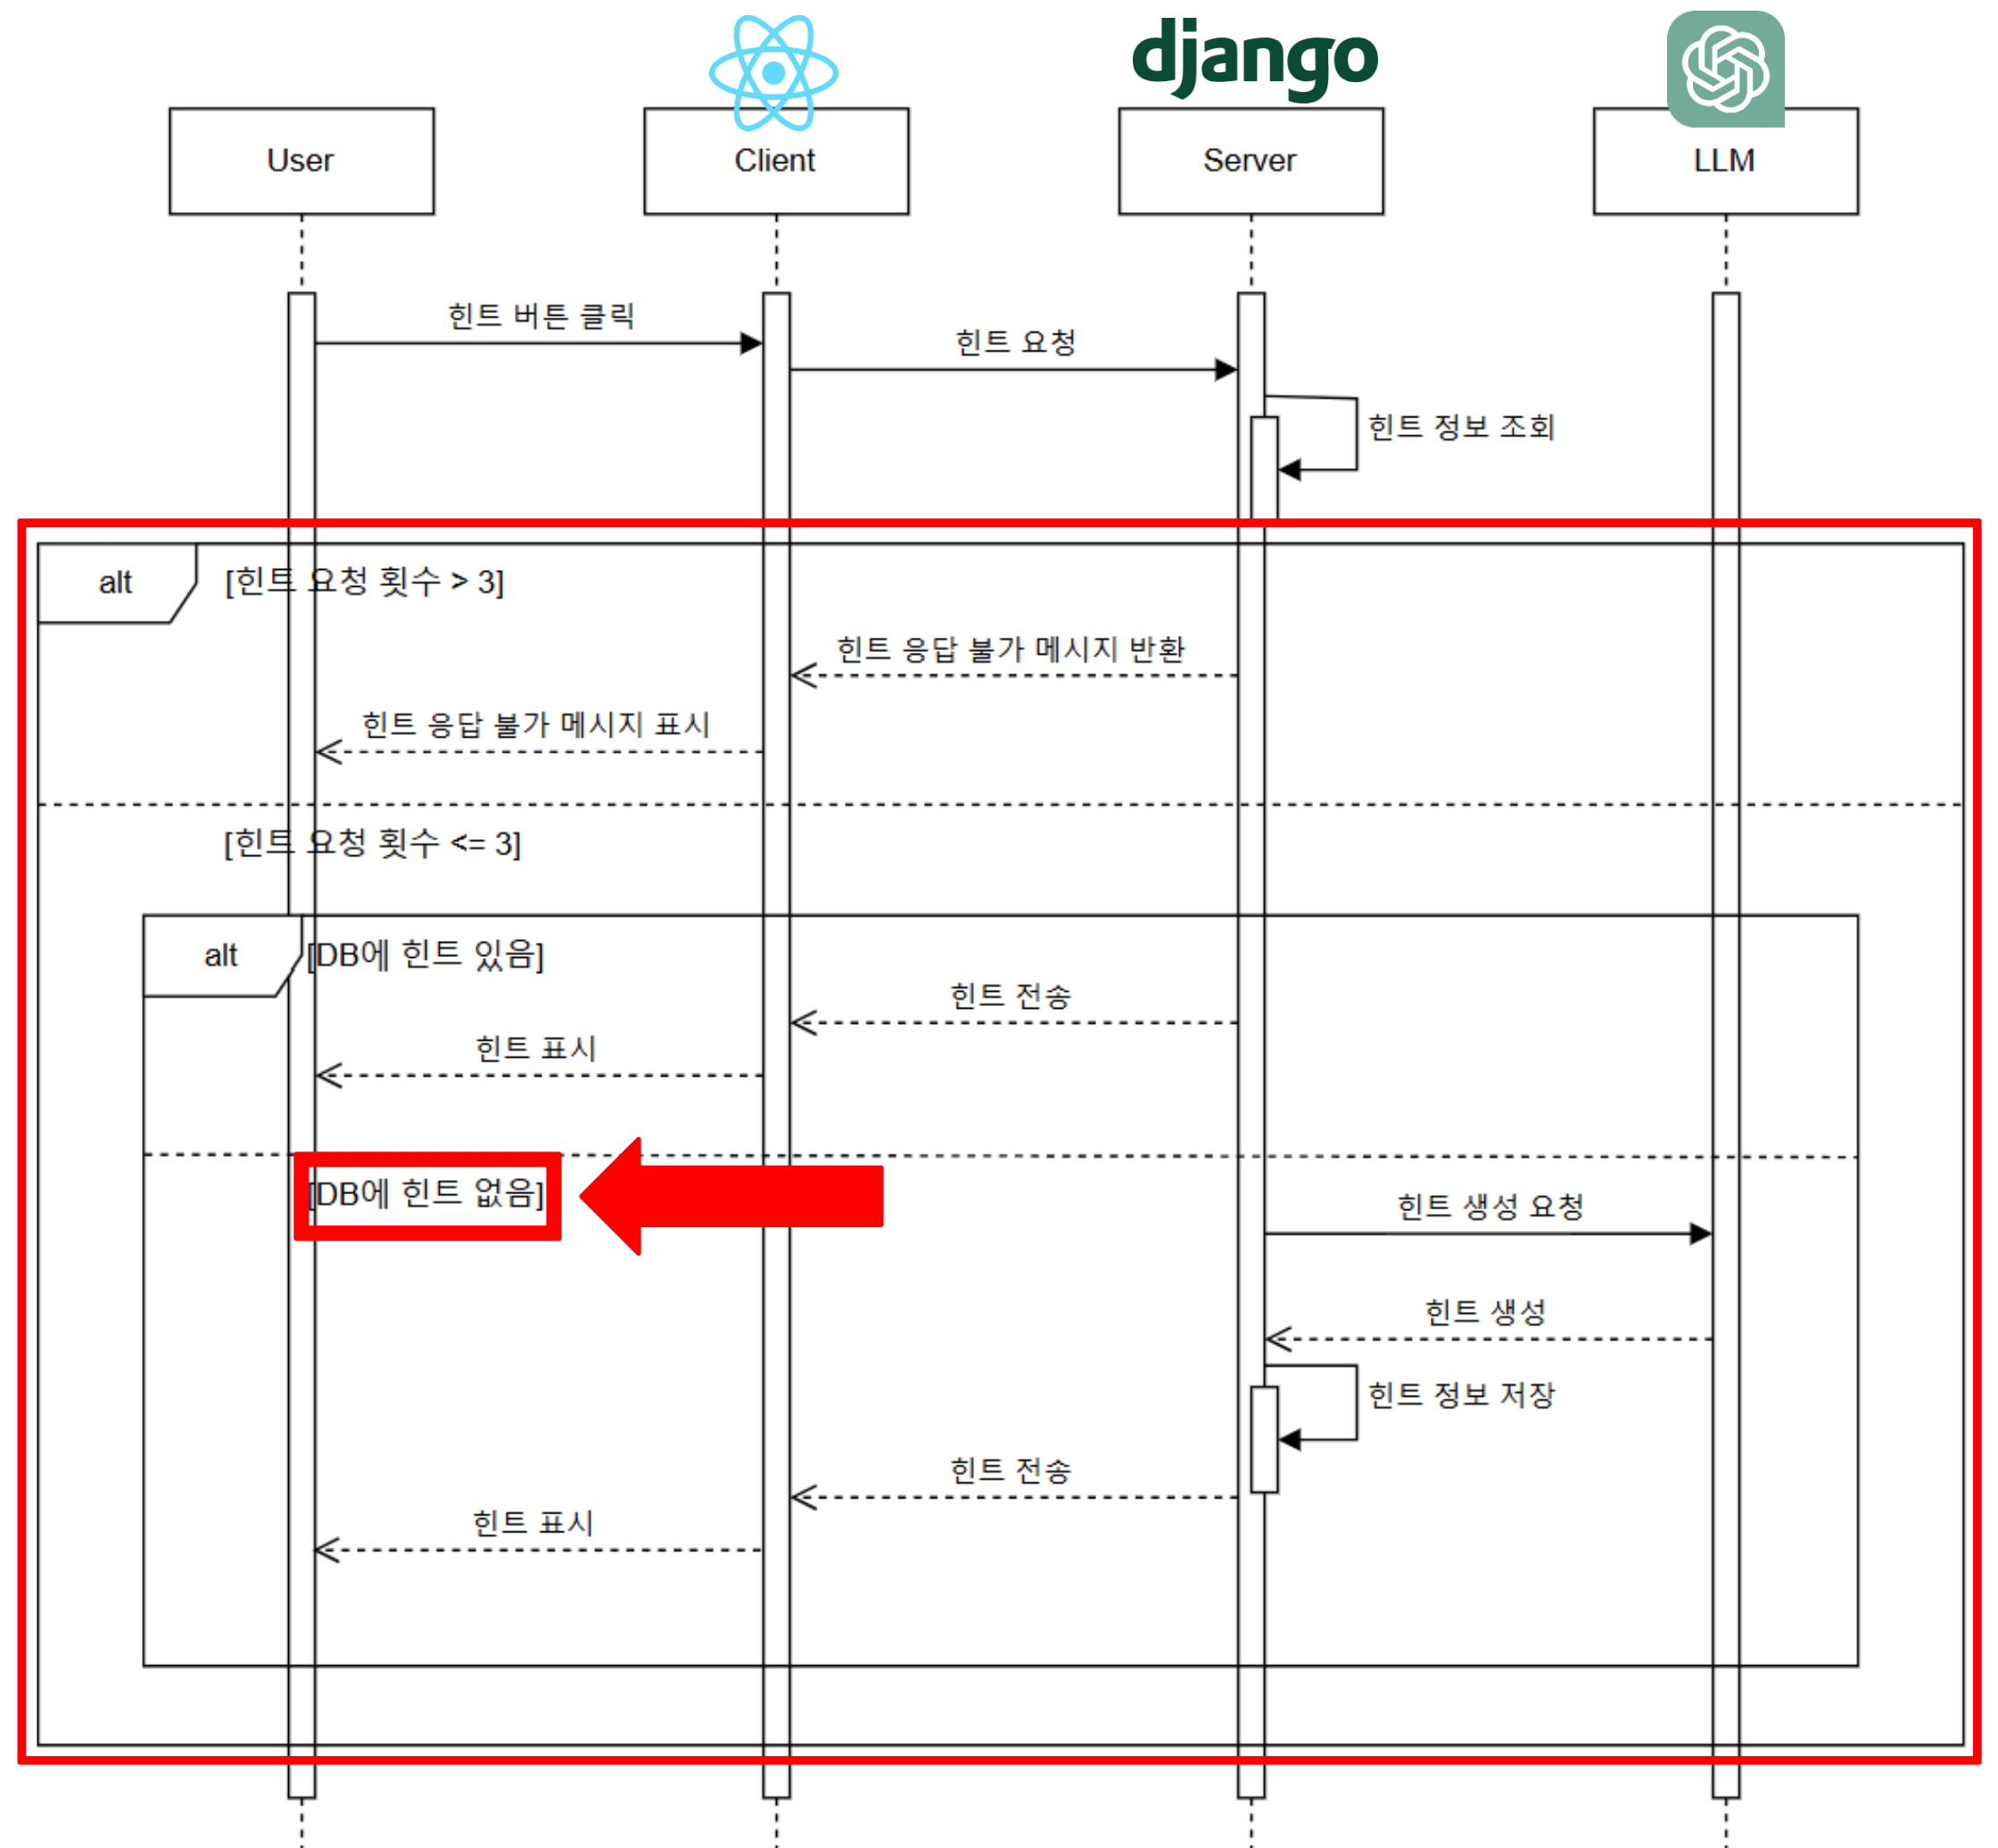 django
User
Client
Server
LLM
힌트 버튼 클릭
힌트 요청
힌트 정보 조회
alt
[힌트 요청 횟수 > 3]
힌트 응답 불가 메시지 반환
힌트 응답 불가 메시지 표시
[힌트 요청 횟수 <= 3]
alt
[DB에 힌트 있음]
힌트 전송
힌트 표시
[DB에 힌트 없음]
힌트 생성 요청
힌트 생성
힌트 정보 저장
힌트 전송
힌트 표시